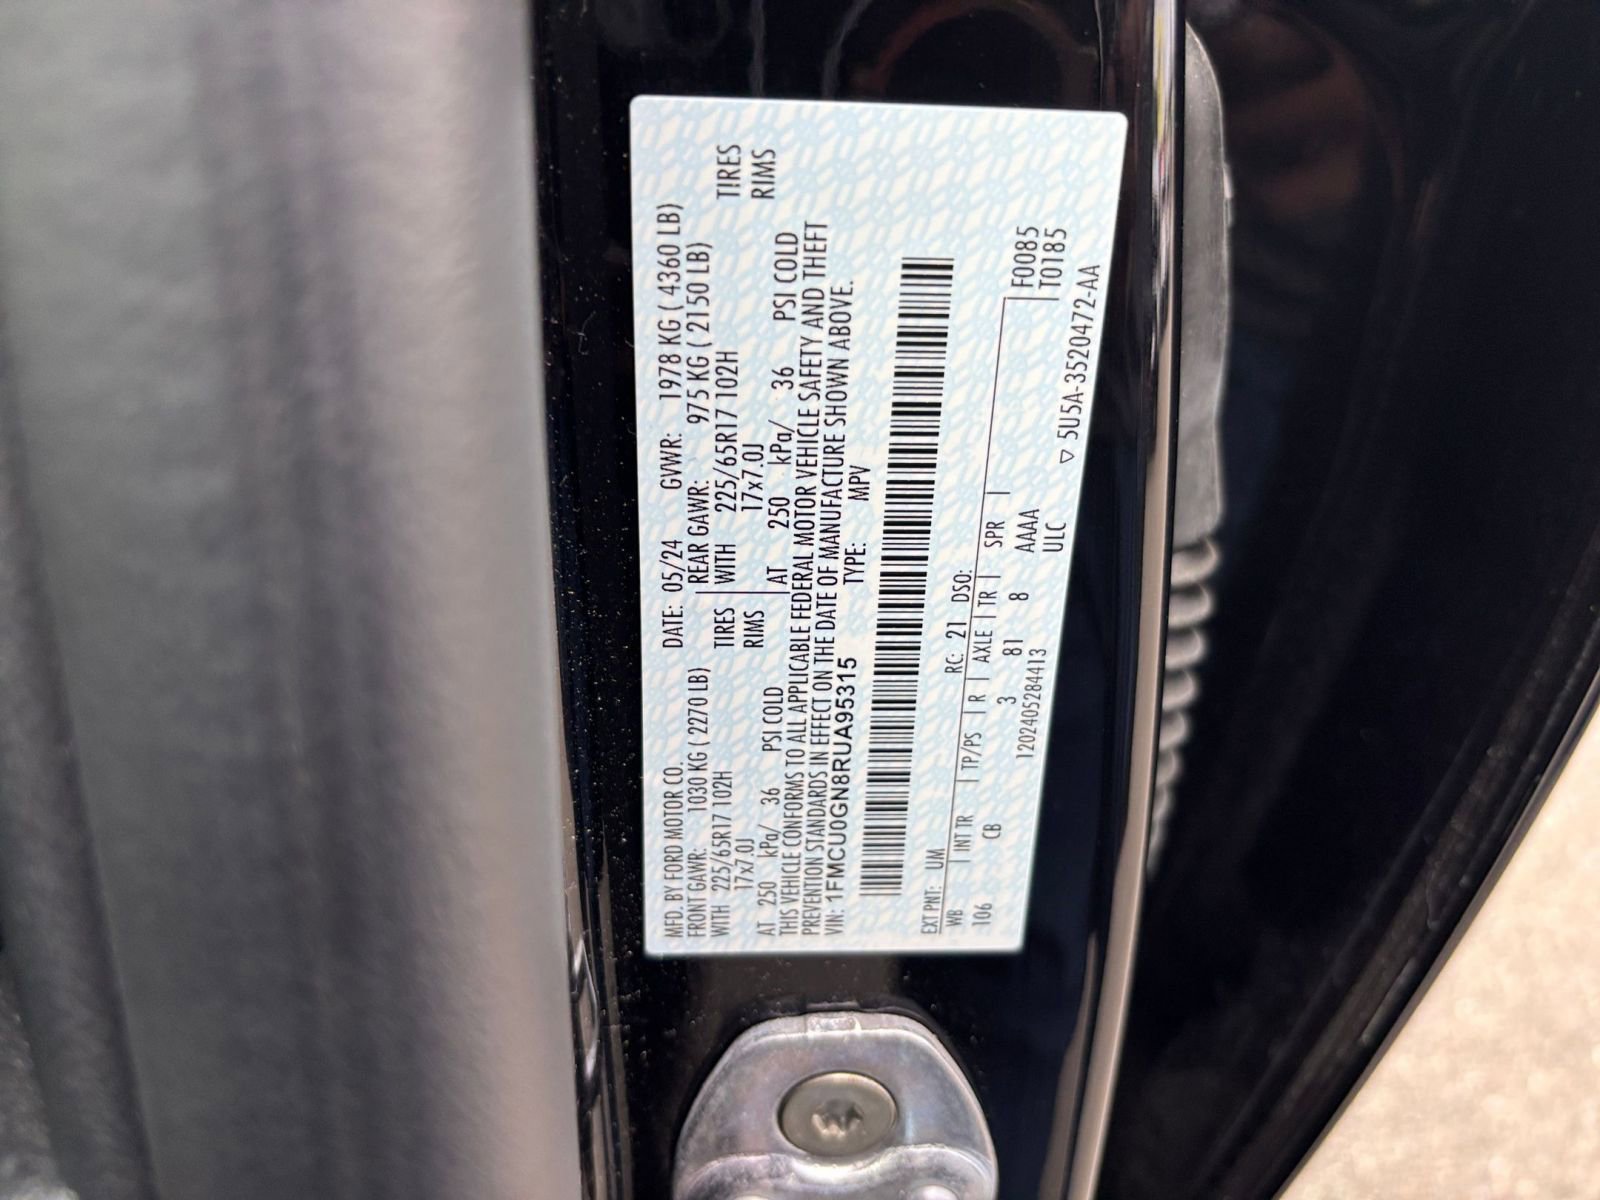 MFD. BY FORD MOTOR CO. DATE: 05/24 GVWR: 1978 KG ( 4360 LB)
FRONT GAWR: 1030 KG ( 2270 LB) REAR GAWR: 975 KG ( 2150 LB)
WITH 225/65R17 102H TIRES WITH 225/65R17 102H TIRES
17x7.0J RIMS 17x7.0J RIMS
AT 250 kPa/ 36 PSI COLD AT 250 kPa/ 36 PSI COLD
THIS VEHICLE CONFORMS TO ALL APPLICABLE FEDERAL MOTOR VEHICLE SAFETY AND THEFT
PREVENTION STANDARDS IN EFFECT ON THE DATE OF MANUFACTURE SHOWN ABOVE.
VIN: 1FMCU0GN8RUA95315 TYPE: MPV
EXT PNT: UM RC: 21 DSO:
WB INT TR TP/PS R AXLE TR SPR F0085
106 CB 3 81 8 AAAA T0185
1202405284413 ULC
▽ 5U5A-3520472-AA